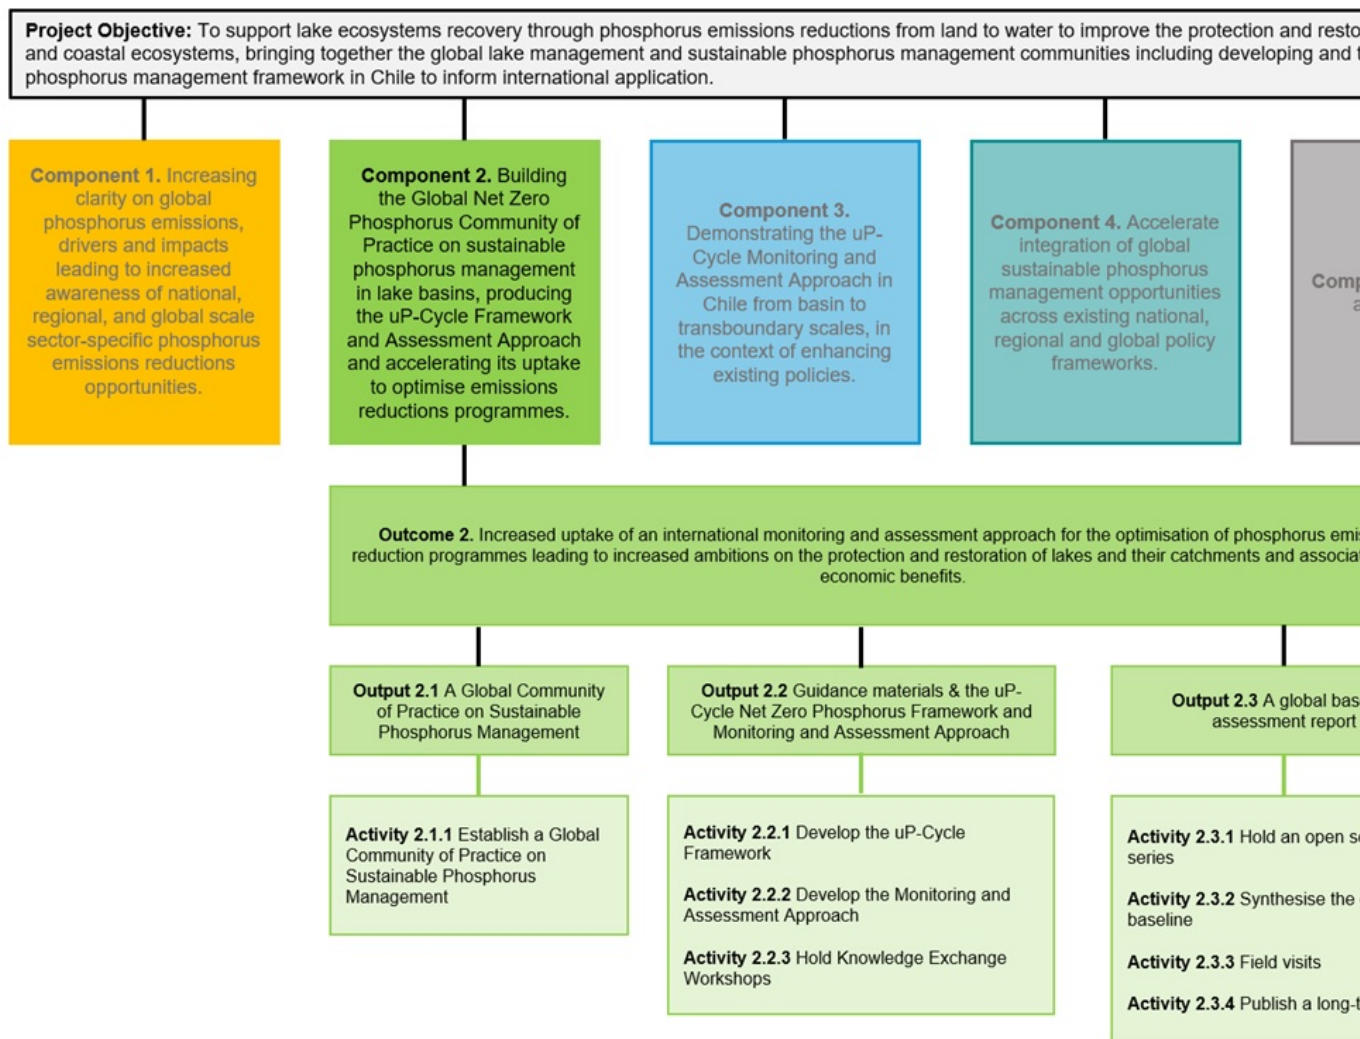 Project Objective: To support lake ecosystems recovery through phosphorus emissions reductions from land to water to improve the protection and
and coastal ecosystems, bringing together the global lake management and sustainable phosphorus management communities including developing and
phosphorus management framework in Chile to inform international application.
Component 1. Increasing
clarity on global
phosphorus emissions,
drivers and impacts
leading to increased
awareness of national,
regional, and global scale
sector-specific phosphorus
emissions reductions
opportunities.
Component 2. Building
the Global Net Zero
Phosphorus Community of
Practice on sustainable
phosphorus management
in lake basins, producing
the uP-Cycle Framework
and Assessment Approach
and accelerating its uptake
to optimise emissions
reductions programmes.
Component 3.
Demonstrating the uP-
Cycle Monitoring and
Assessment Approach in
Chile from basin to
transboundary scales, in
the context of enhancing
existing policies.
Component 4. Accelerate
integration of global
sustainable phosphorus
management opportunities
across existing national,
regional and global policy
frameworks.
Outcome 2. Increased uptake of an international monitoring and assessment approach for the optimisation of phosphorus
reduction programmes leading to increased ambitions on the protection and restoration of lakes and their catchments and
economic benefits.
Output 2.1 A Global Community
of Practice on Sustainable
Phosphorus Management
Output 2.2 Guidance materials & the uP-
Cycle Net Zero Phosphorus Framework and
Monitoring and Assessment Approach
Output 2.3 A global
assessment report
Activity 2.1.1 Establish a Global
Community of Practice on
Sustainable Phosphorus
Management
Activity 2.2.1 Develop the uP-Cycle
Framework
Activity 2.2.2 Develop the Monitoring and
Assessment Approach
Activity 2.2.3 Hold Knowledge Exchange
Workshops
Activity 2.3.1 Hold an open
series
Activity 2.3.2 Synthesise the
baseline
Activity 2.3.3 Field visits
Activity 2.3.4 Publish a